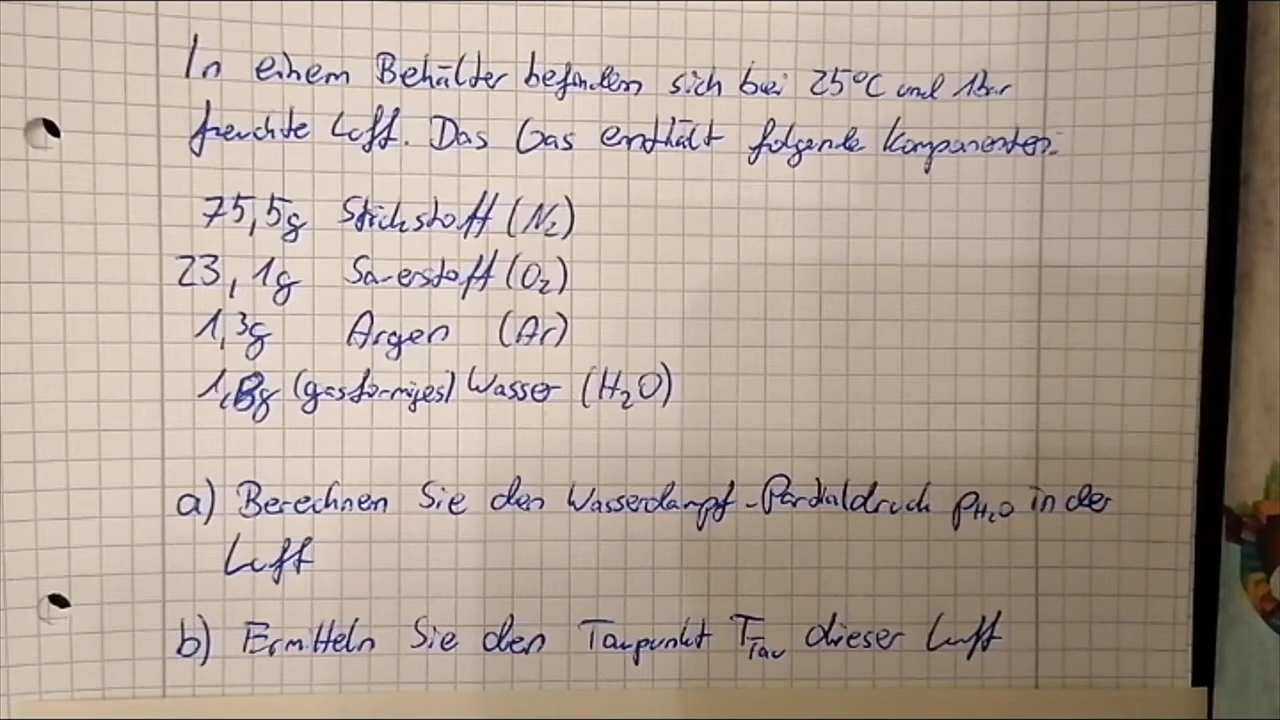 In einem Behälter befinden sich bei 25°C und 1bar
feuchte Luft. Das Gas enthält folgende Komponenten:
75,5g Stickstoff (N₂)
23,1g Sauerstoff (O₂)
1,3g Argon (Ar)
1,8g (gasförmiges) Wasser (H₂O)
a) Berechnen Sie den Wasserdampf-Partialdruck pH₂O in der
Luft
b) Ermitteln Sie den Taupunkt TTau dieser Luft